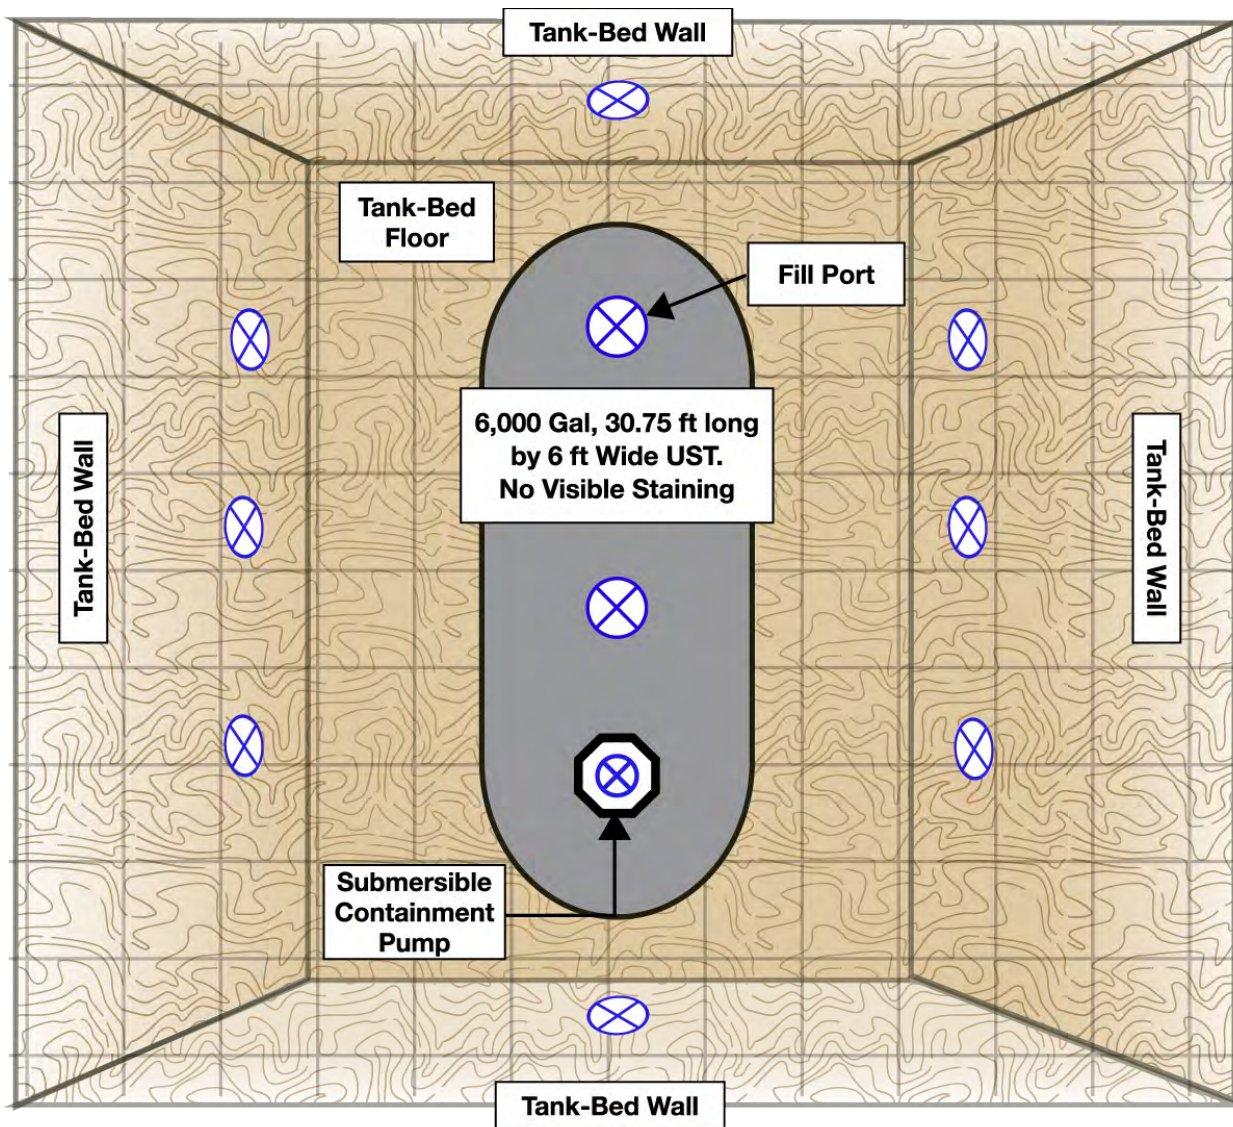 Tank-Bed Wall
Tank-Bed
Floor
Fill Port
6,000 Gal, 30.75 ft long
by 6 ft Wide UST.
No Visible Staining
Tank-Bed Wall
Tank-Bed Wall
Submersible
Containment
Pump
Tank-Bed Wall